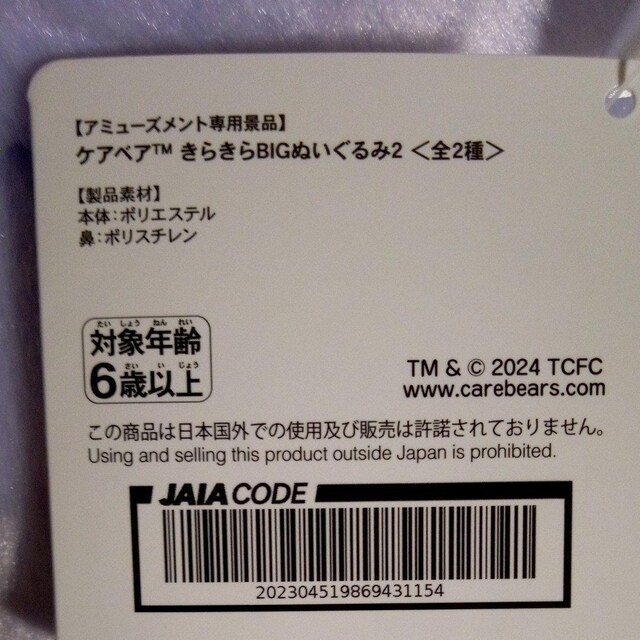 【アミューズメント専用景品】
ケアベア™ きらきらBIGぬいぐるみ2 ＜全2種＞
【製品素材】
本体：ポリエステル
鼻：ポリスチレン
たい しょう ねん れい
対象年齢
さい い じょう
6歳以上
TM & © 2024 TCFC
www.carebears.com
この商品は日本国外での使用及び販売は許諾されておりません。
Using and selling this product outside Japan is prohibited.
JAIA CODE
202304519869431154